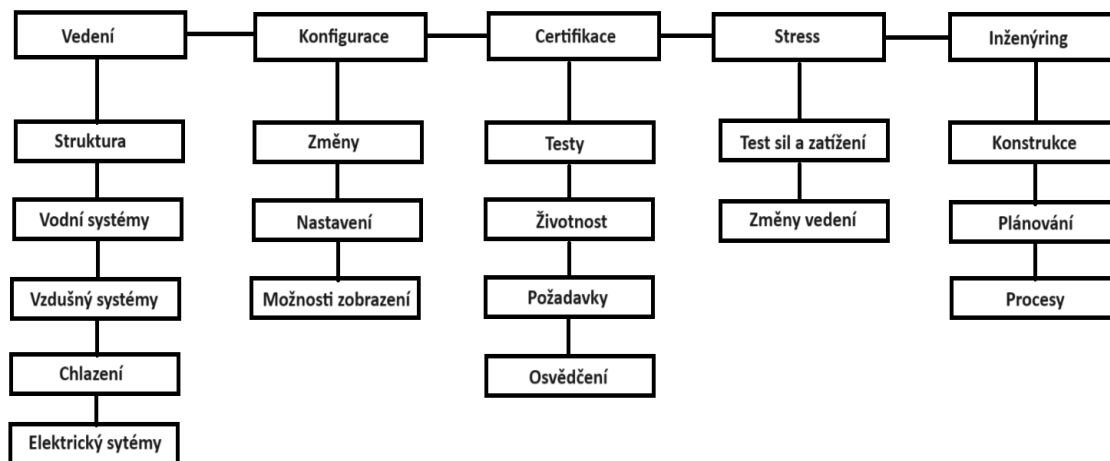 Vedení
Konfigurace
Certifikace
Stress
Inženýring
Struktura
Změny
Testy
Test sil a zatížení
Konstrukce
Vodní systémy
Nastavení
Životnost
Změny vedení
Plánování
Vzdušný systémy
Možnosti zobrazení
Požadavky
Procesy
Chlazení
Osvědčení
Elektrický sytémy